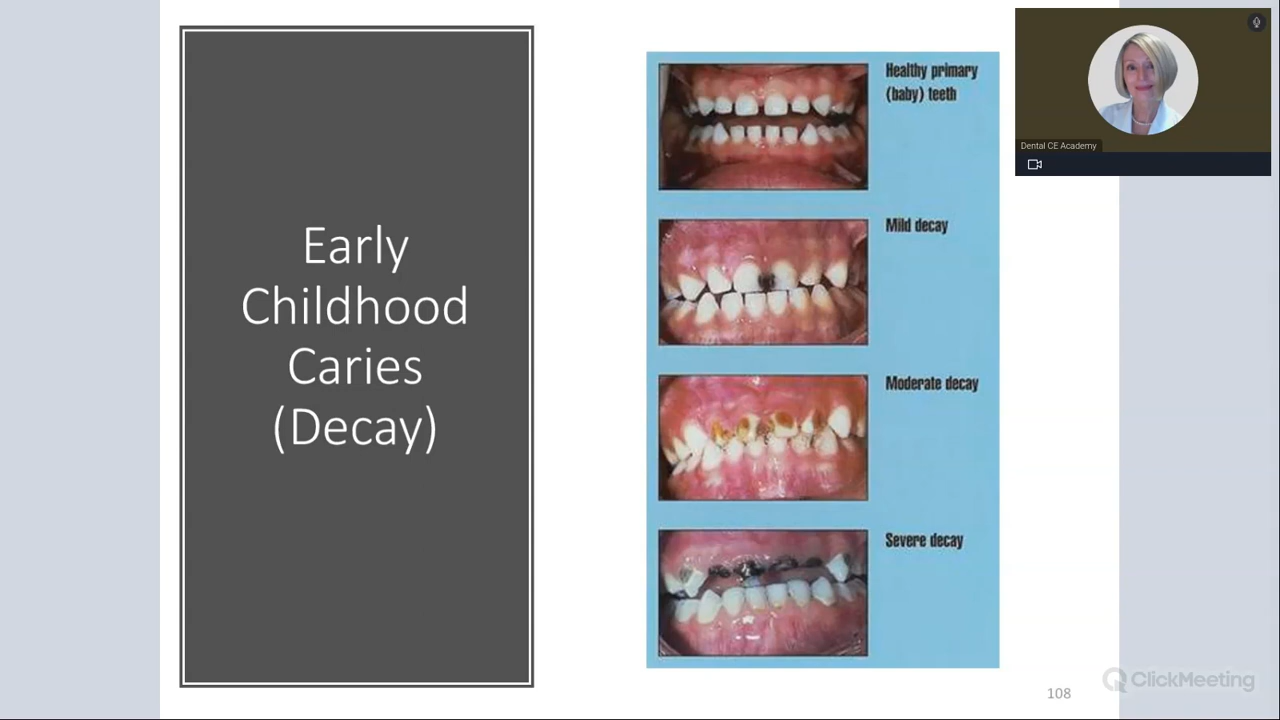 Early
Childhood
Caries
(Decay)
Healthy primary
(baby) teeth
Mild decay
Moderate decay
Severe decay
Dental CE Academy
108
ClickMeeting